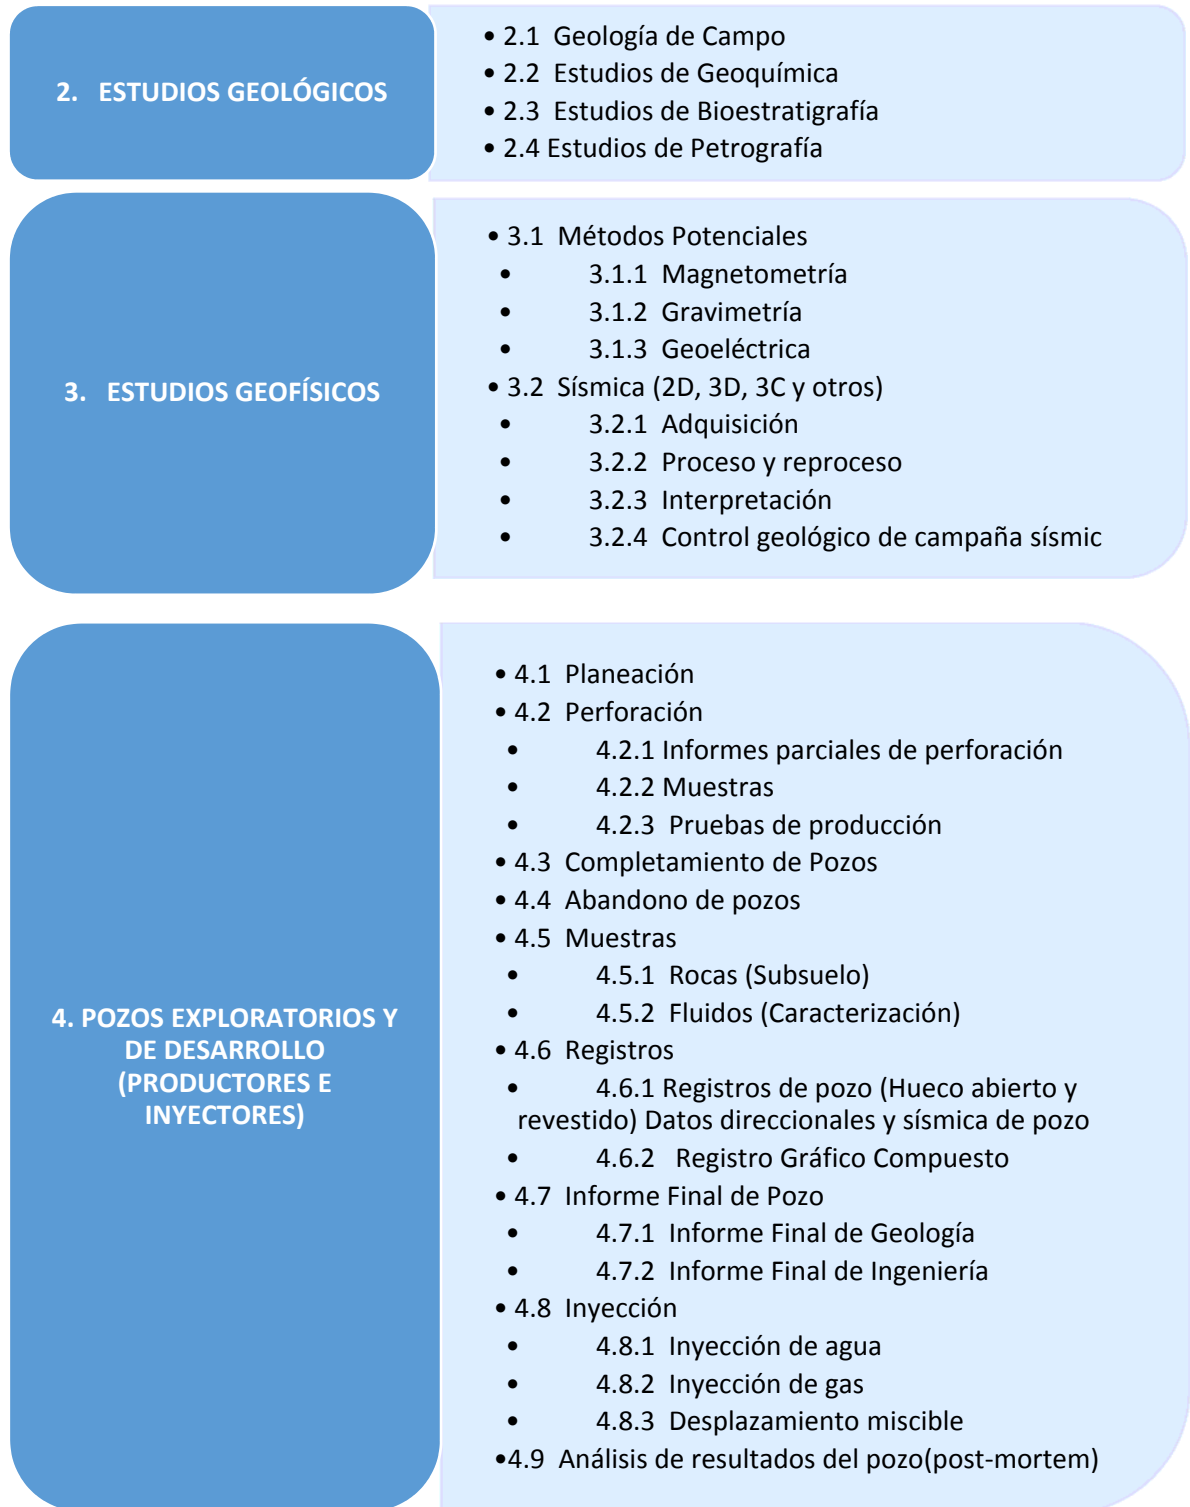 2. ESTUDIOS GEOLÓGICOS
• 2.1 Geología de Campo
• 2.2 Estudios de Geoquímica
• 2.3 Estudios de Bioestratigrafía
• 2.4 Estudios de Petrografía
3. ESTUDIOS GEOFÍSICOS
• 3.1 Métodos Potenciales
• 3.1.1 Magnetometría
• 3.1.2 Gravimetría
• 3.1.3 Geoeléctrica
• 3.2 Sísmica (2D, 3D, 3C y otros)
• 3.2.1 Adquisición
• 3.2.2 Proceso y reproceso
• 3.2.3 Interpretación
• 3.2.4 Control geológico de campaña sísmic
4. POZOS EXPLORATORIOS Y
DE DESARROLLO
(PRODUCTORES E
INYECTORES)
• 4.1 Planeación
• 4.2 Perforación
• 4.2.1 Informes parciales de perforación
• 4.2.2 Muestras
• 4.2.3 Pruebas de producción
• 4.3 Completamiento de Pozos
• 4.4 Abandono de pozos
• 4.5 Muestras
• 4.5.1 Rocas (Subsuelo)
• 4.5.2 Fluidos (Caracterización)
• 4.6 Registros
• 4.6.1 Registros de pozo (Hueco abierto y
revestido) Datos direccionales y sísmica de pozo
• 4.6.2 Registro Gráfico Compuesto
• 4.7 Informe Final de Pozo
• 4.7.1 Informe Final de Geología
• 4.7.2 Informe Final de Ingeniería
• 4.8 Inyección
• 4.8.1 Inyección de agua
• 4.8.2 Inyección de gas
• 4.8.3 Desplazamiento miscible
•4.9 Análisis de resultados del pozo(post-mortem)